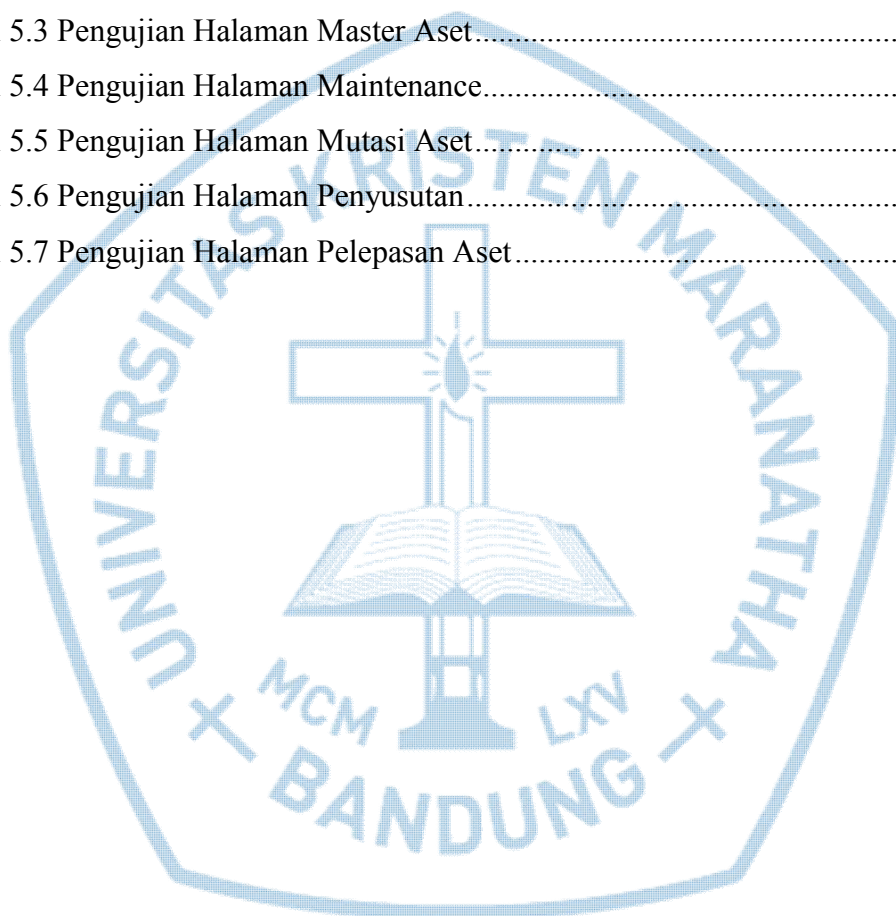 5.3 Pengujian Halaman Master Aset
5.4 Pengujian Halaman Maintenance
5.5 Pengujian Halaman Mutasi Aset
5.6 Pengujian Halaman Penyusutan
5.7 Pengujian Halaman Pelepasan Aset
UNIVERSITAS KRISTEN MARANATHA
MCM LXV
BANDUNG